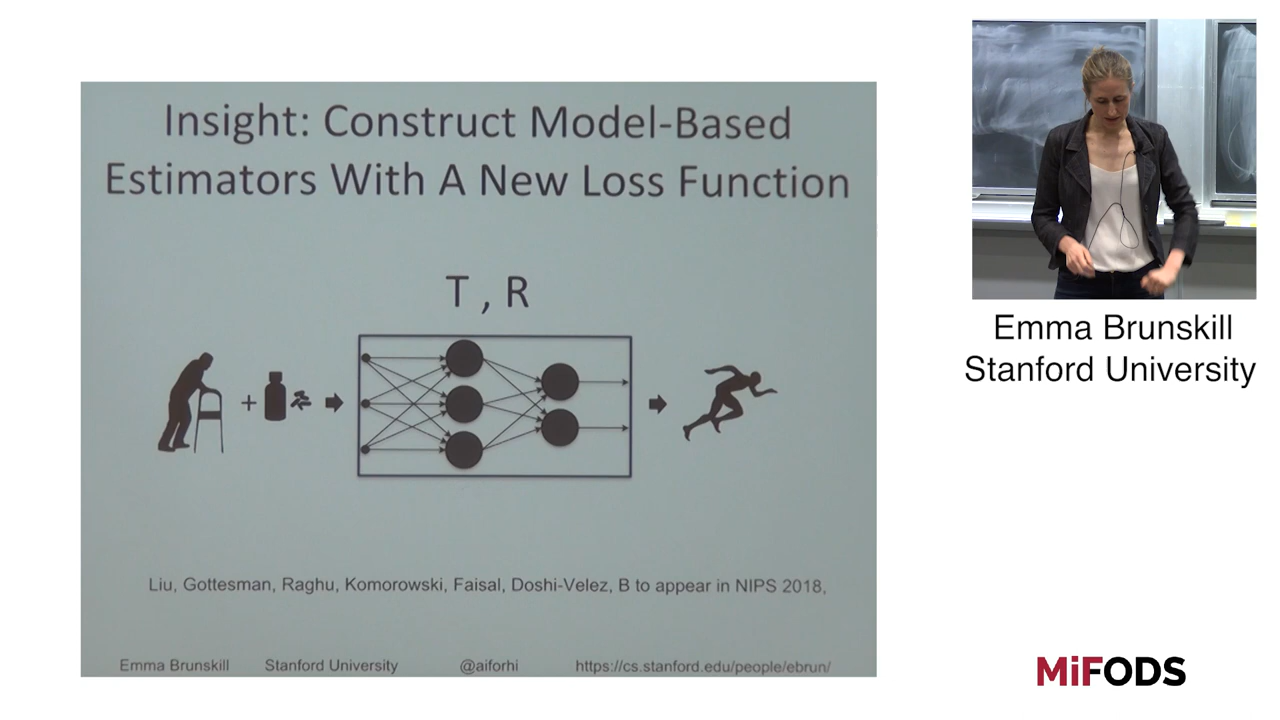 Insight: Construct Model-Based
Estimators With A New Loss Function
T , R
+
Liu, Gottesman, Raghu, Komorowski, Faisal, Doshi-Velez, B to appear in NIPS 2018,
Emma Brunskill Stanford University @aiforhi https://cs.stanford.edu/people/ebrun/
Emma Brunskill
Stanford University
MiFODS